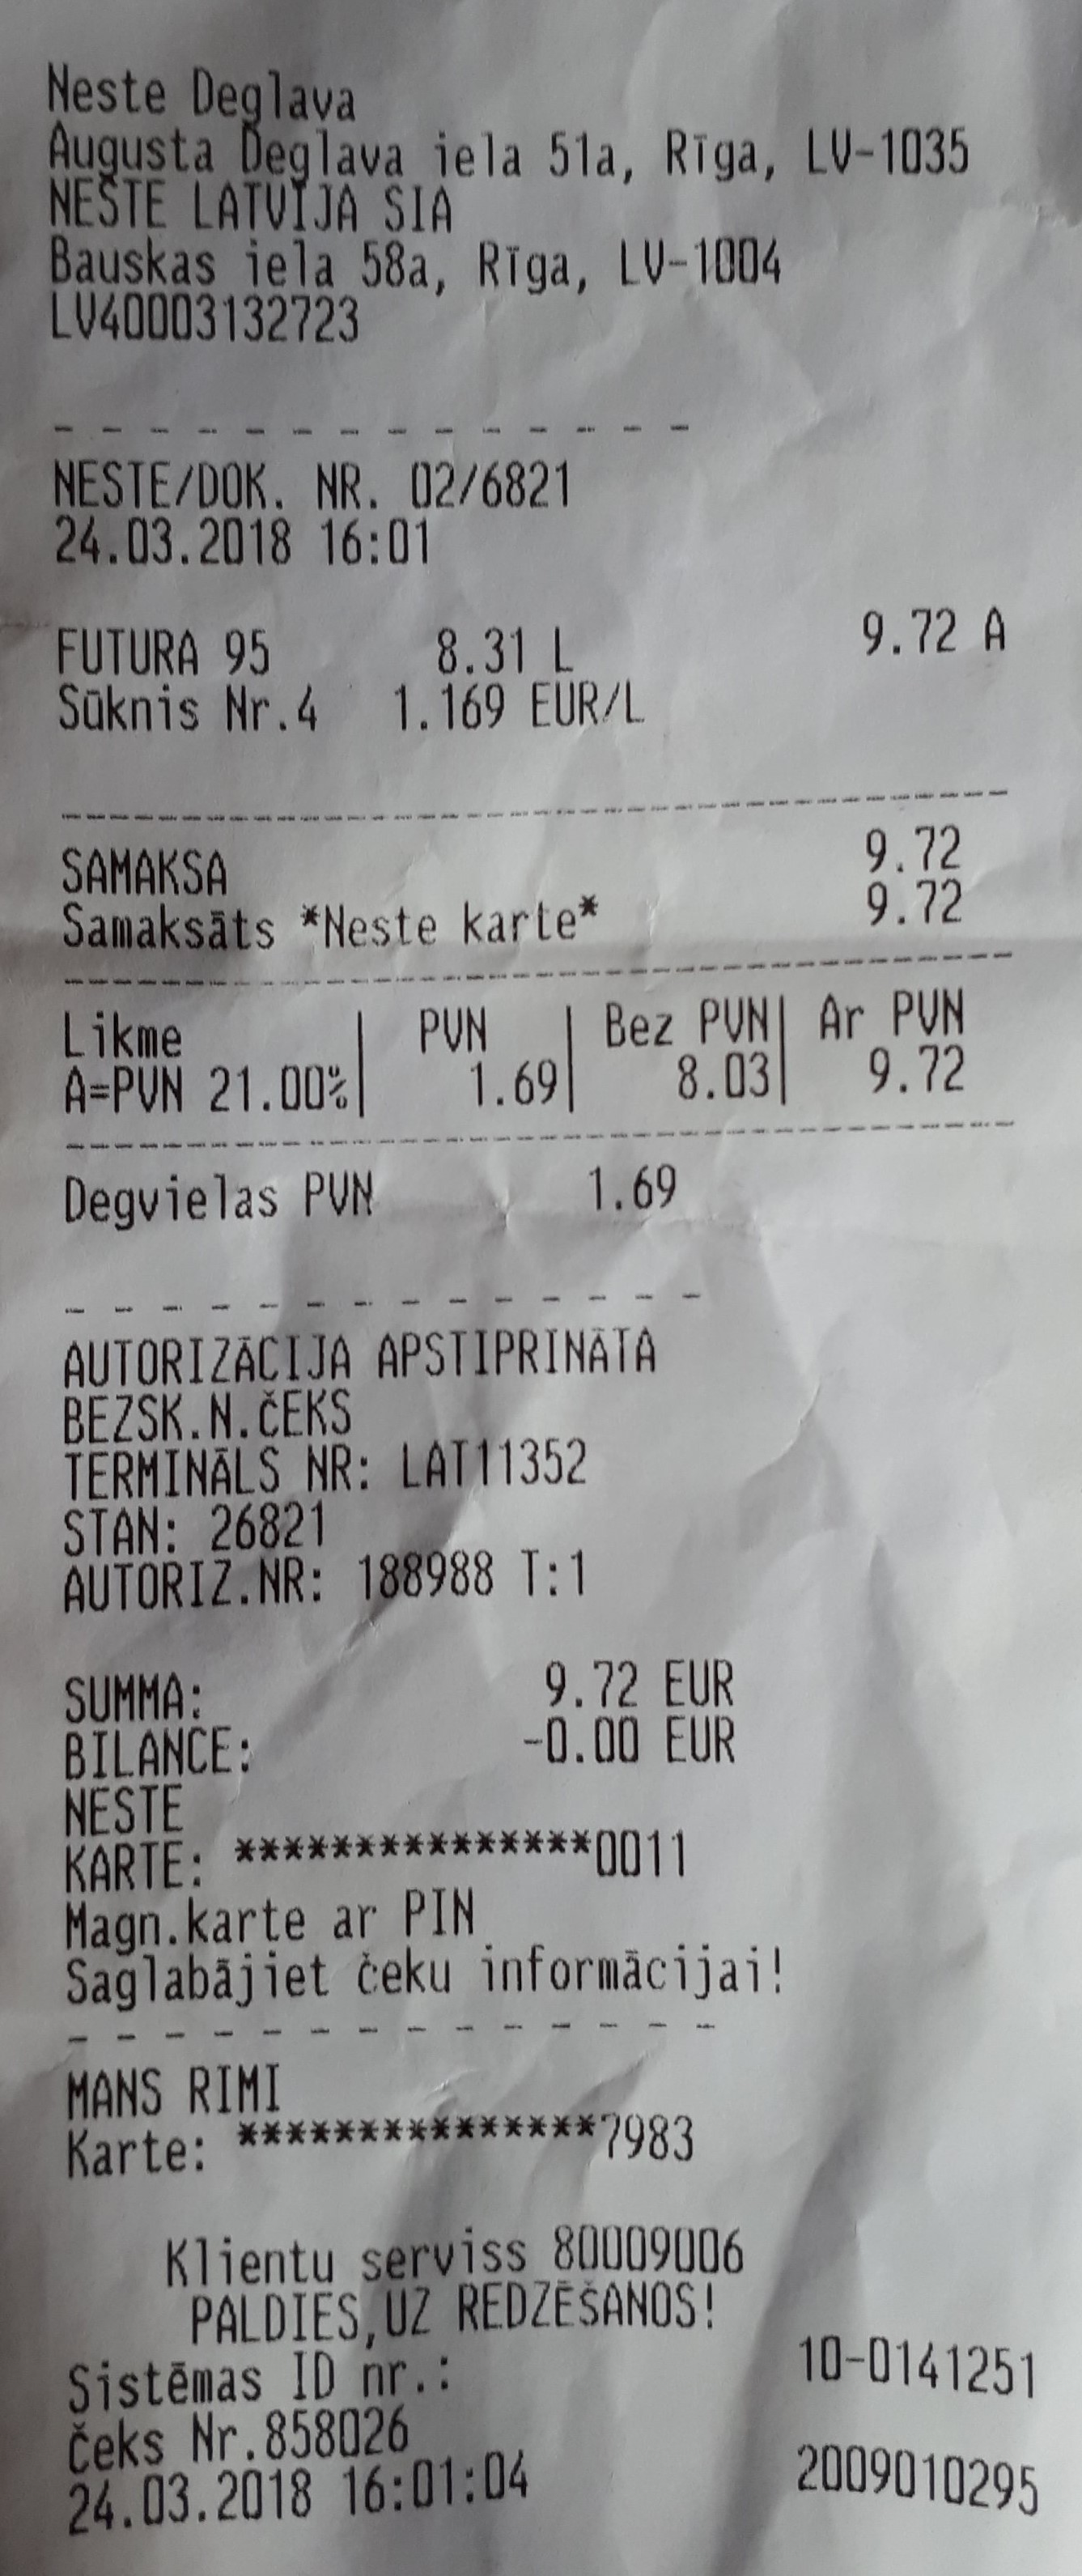 Neste Deglava
Augusta Deglava iela 51a, Rīga, LV-1035
NESTE LATVIJA SIA
Bauskas iela 58a, Rīga, LV-1004
LV40003132723
- - - - - - - - - - - - - -
NESTE/DOK. NR. 02/6821
24.03.2018 16:01
FUTURA 95 8.31 L 9.72 A
Sūknis Nr.4 1.169 EUR/L
----------------------------------------
SAMAKSA 9.72
Samaksāts *Neste karte* 9.72
----------------------------------------
Likme | PVN | Bez PVN| Ar PVN
A=PVN 21.00%| 1.69| 8.03| 9.72
----------------------------------------
Degvielas PVN 1.69
- - - - - - - - - - - - - -
AUTORIZĀCIJA APSTIPRINĀTA
BEZSK.N.ČEKS
TERMINĀLS NR: LAT11352
STAN: 26821
AUTORIZ.NR: 188988 T:1
SUMMA: 9.72 EUR
BILANCE: -0.00 EUR
NESTE
KARTE: ***************0011
Magn.karte ar PIN
Saglabājiet čeku informācijai!
- - - - - - - - - - - - - -
MANS RIMI
Karte: ***************7983
Klientu serviss 80009006
PALDIES,UZ REDZĒŠANOS!
Sistēmas ID nr.: 10-0141251
Čeks Nr.858026
24.03.2018 16:01:04 2009010295